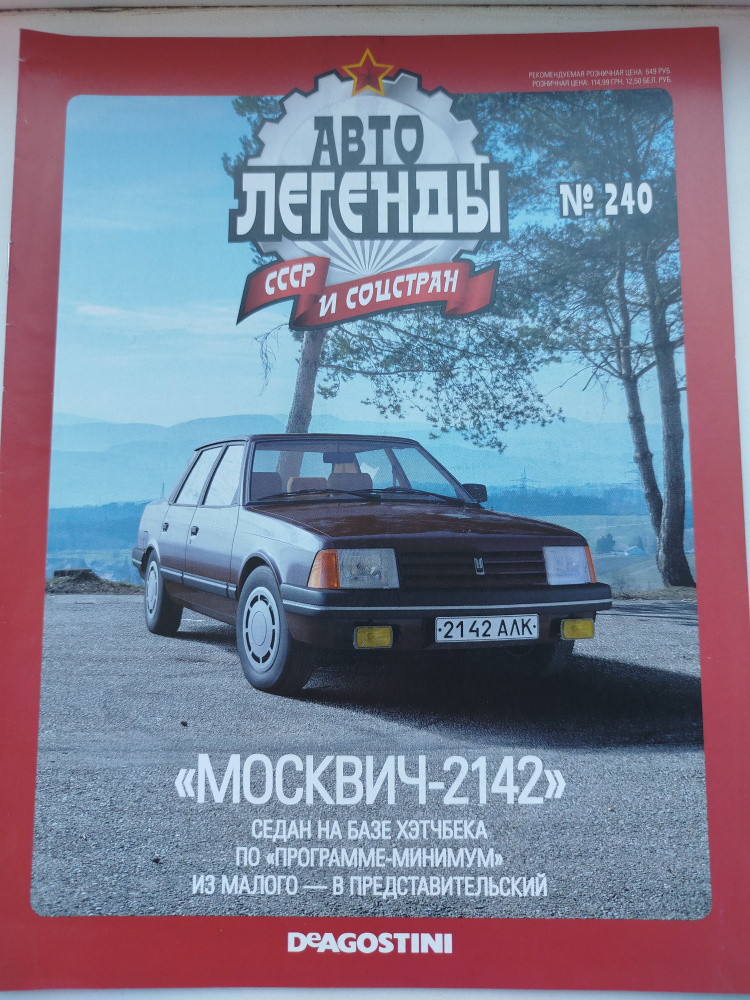 РЕКОМЕНДУЕМАЯ РОЗНИЧНАЯ ЦЕНА: 649 РУБ.
РОЗНИЧНАЯ ЦЕНА: 114,99 ГРН, 12,50 БЕЛ. РУБ.
АВТО
ЛЕГЕНДЫ
СССР
И СОЦСТРАН
№ 240
·2142 АЛК·
«МОСКВИЧ-2142»
СЕДАН НА БАЗЕ ХЭТЧБЕКА
ПО «ПРОГРАММЕ-МИНИМУМ»
ИЗ МАЛОГО — В ПРЕДСТАВИТЕЛЬСКИЙ
DeAGOSTINI